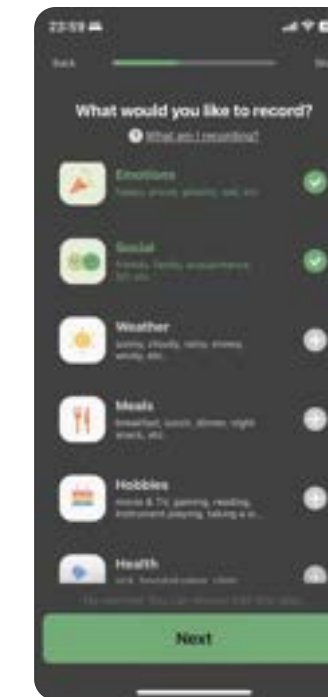 23:59
Back
What would you like to record?
What am I recording?
Emotions
happy, proud, gloomy, sad, etc.
Social
friends, family, acquaintance,
Weather
sunny, cloudy, rainy, snowy,
windy, etc.
Meals
breakfast, lunch, dinner, night
snack, etc.
Hobbies
movie & TV, gaming, reading,
instrument playing, taking a w...
Health
Next